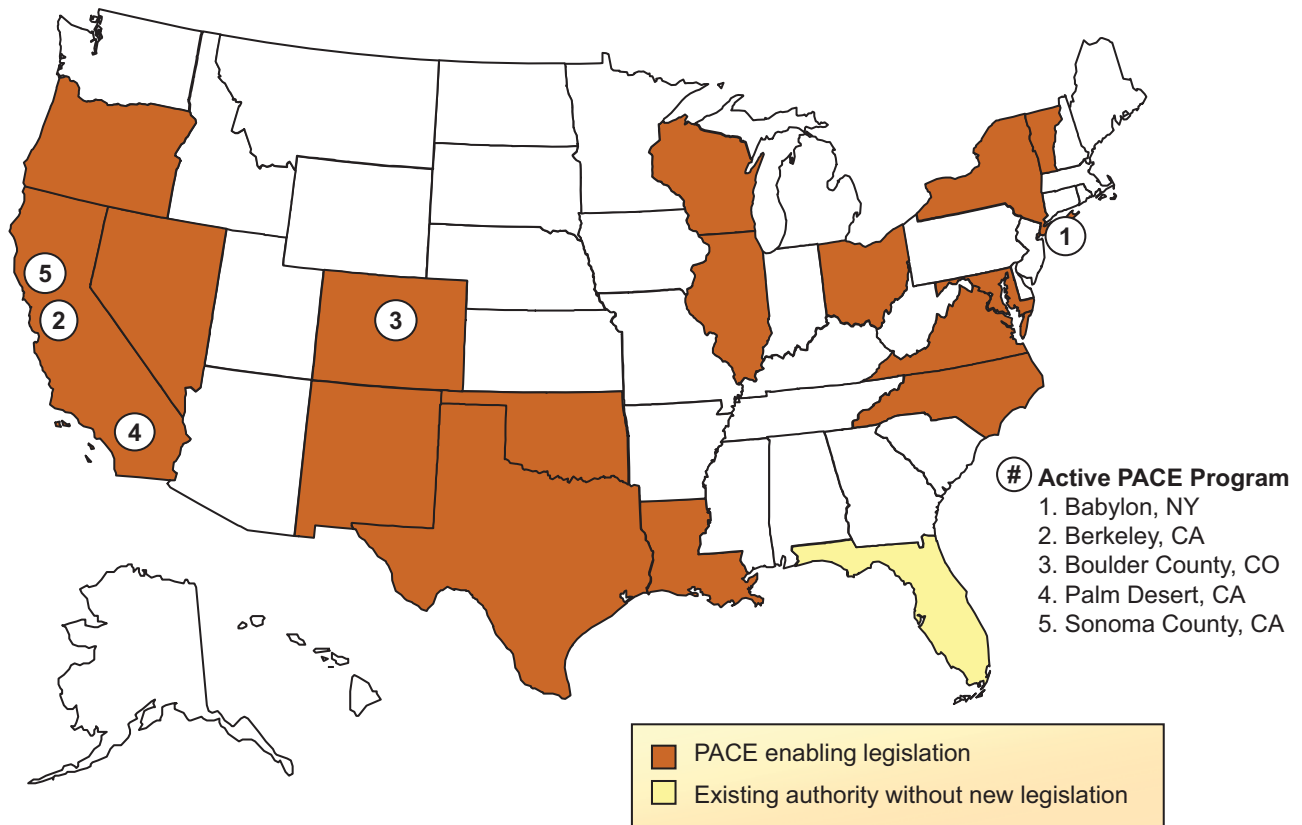 5
2
3
4
1
# Active PACE Program
1. Babylon, NY
2. Berkeley, CA
3. Boulder County, CO
4. Palm Desert, CA
5. Sonoma County, CA
PACE enabling legislation
Existing authority without new legislation